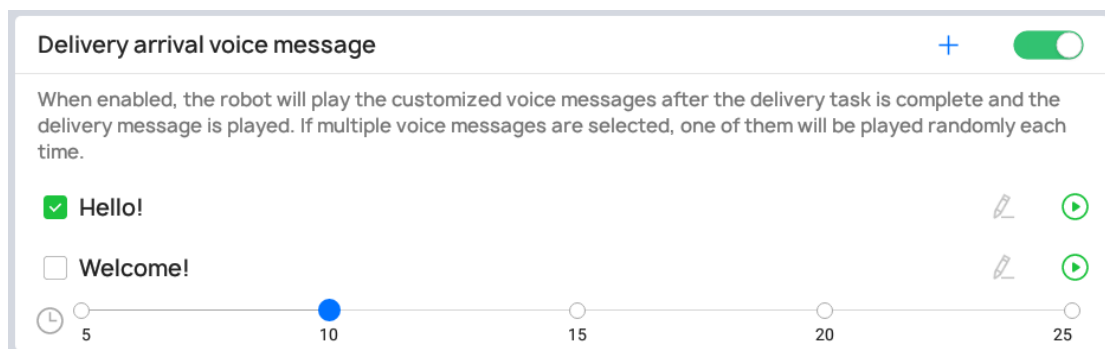 Delivery arrival voice message
When enabled, the robot will play the customized voice messages after the delivery task is complete and the
delivery message is played. If multiple voice messages are selected, one of them will be played randomly each
time.
Hello!
Welcome!
5 10 15 20 25